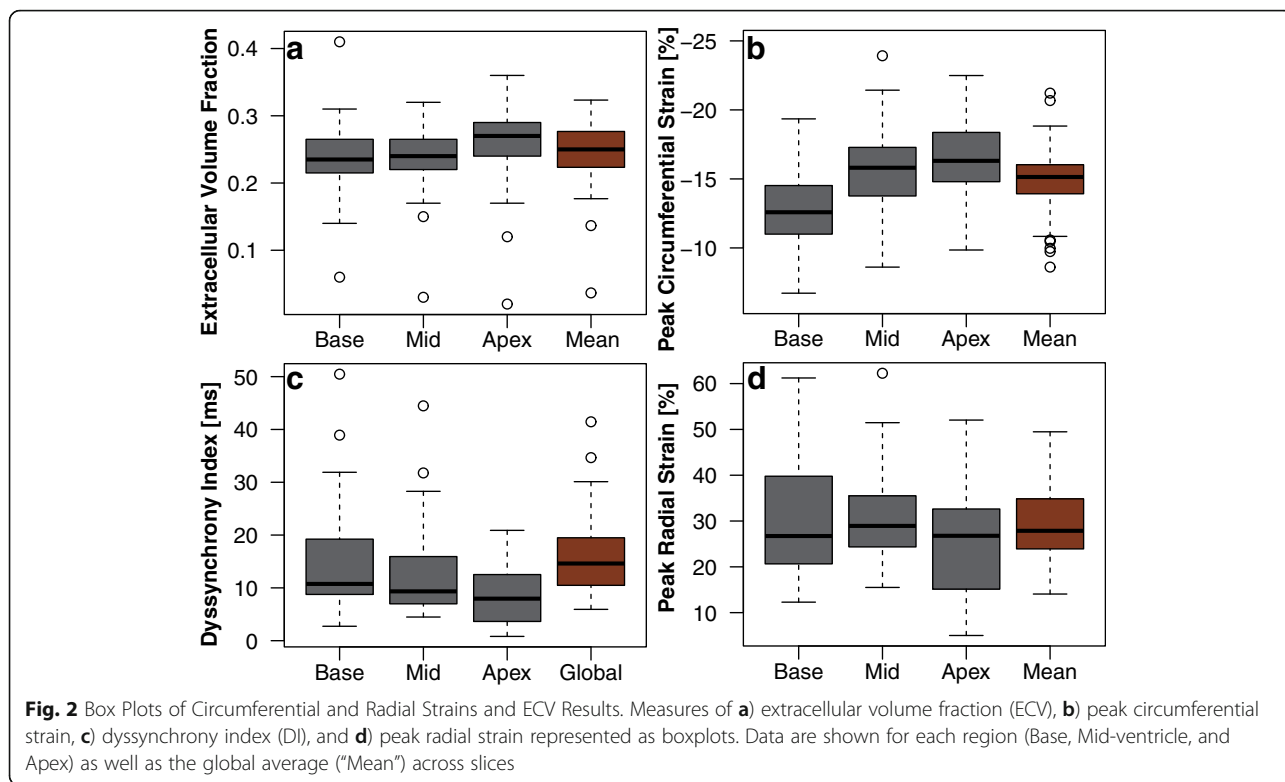 a
Extracellular Volume Fraction
0.4
0.3
0.2
0.1
Base Mid Apex Mean
b
Peak Circumferential Strain [%]
-25
-20
-15
-10
Base Mid Apex Mean
c
Dyssynchrony Index [ms]
50
40
30
20
10
0
Base Mid Apex Global
d
Peak Radial Strain [%]
60
50
40
30
20
10
Base Mid Apex Mean
Fig. 2 Box Plots of Circumferential and Radial Strains and ECV Results. Measures of a) extracellular volume fraction (ECV), b) peak circumferential
strain, c) dyssynchrony index (DI), and d) peak radial strain represented as boxplots. Data are shown for each region (Base, Mid-ventricle, and
Apex) as well as the global average (“Mean”) across slices